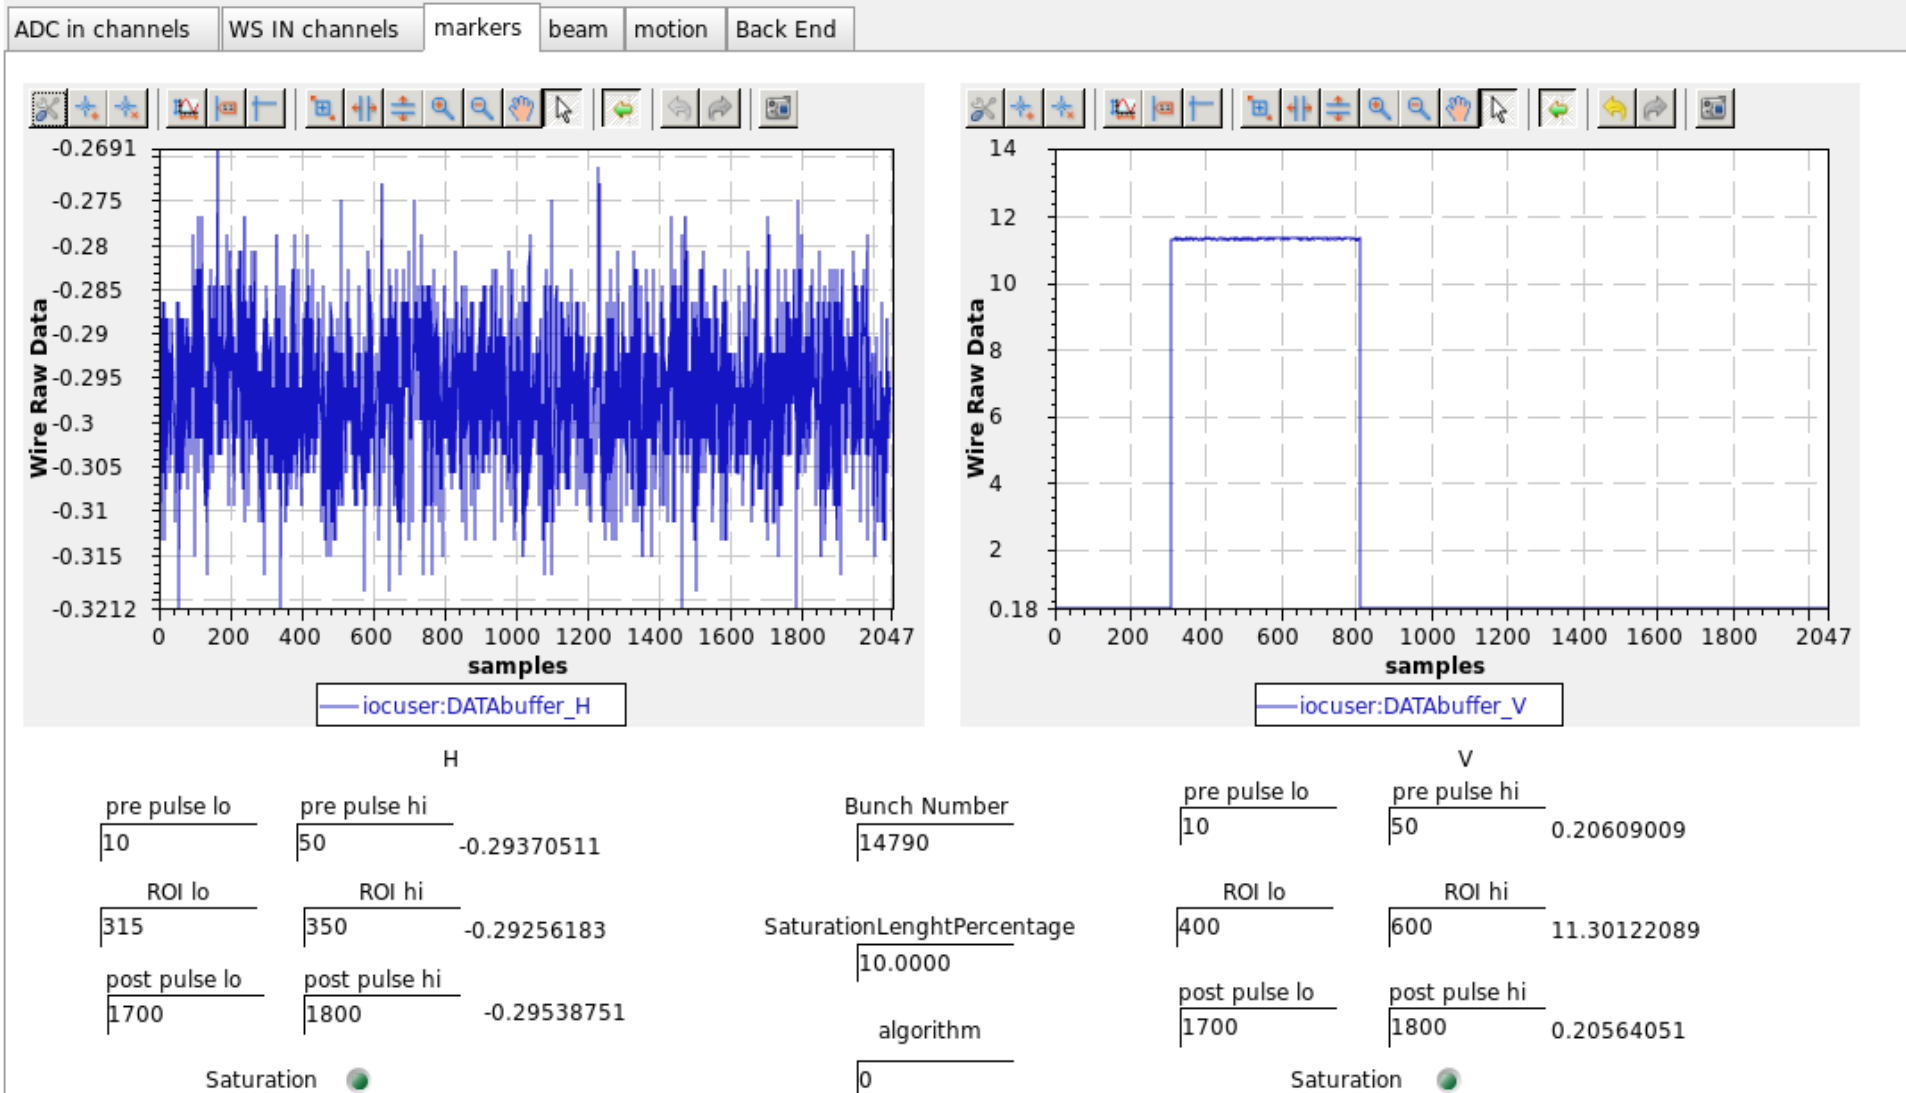 ADC in channels WS IN channels markers beam motion Back End
-0.2691
-0.275
-0.28
-0.285
-0.29
-0.295
-0.3
-0.305
-0.31
-0.315
-0.3212
Wire Raw Data
0 200 400 600 800 1000 1200 1400 1600 1800 2047
samples
iocuser:DATAbuffer_H
14
12
10
8
6
4
2
0.18
Wire Raw Data
0 200 400 600 800 1000 1200 1400 1600 1800 2047
samples
iocuser:DATAbuffer_V
H
pre pulse lo pre pulse hi
10 50 -0.29370511
ROI lo ROI hi
315 350 -0.29256183
post pulse lo post pulse hi
1700 1800 -0.29538751
Saturation
Bunch Number
14790
SaturationLenghtPercentage
10.0000
algorithm
0
V
pre pulse lo pre pulse hi
10 50 0.20609009
ROI lo ROI hi
400 600 11.30122089
post pulse lo post pulse hi
1700 1800 0.20564051
Saturation